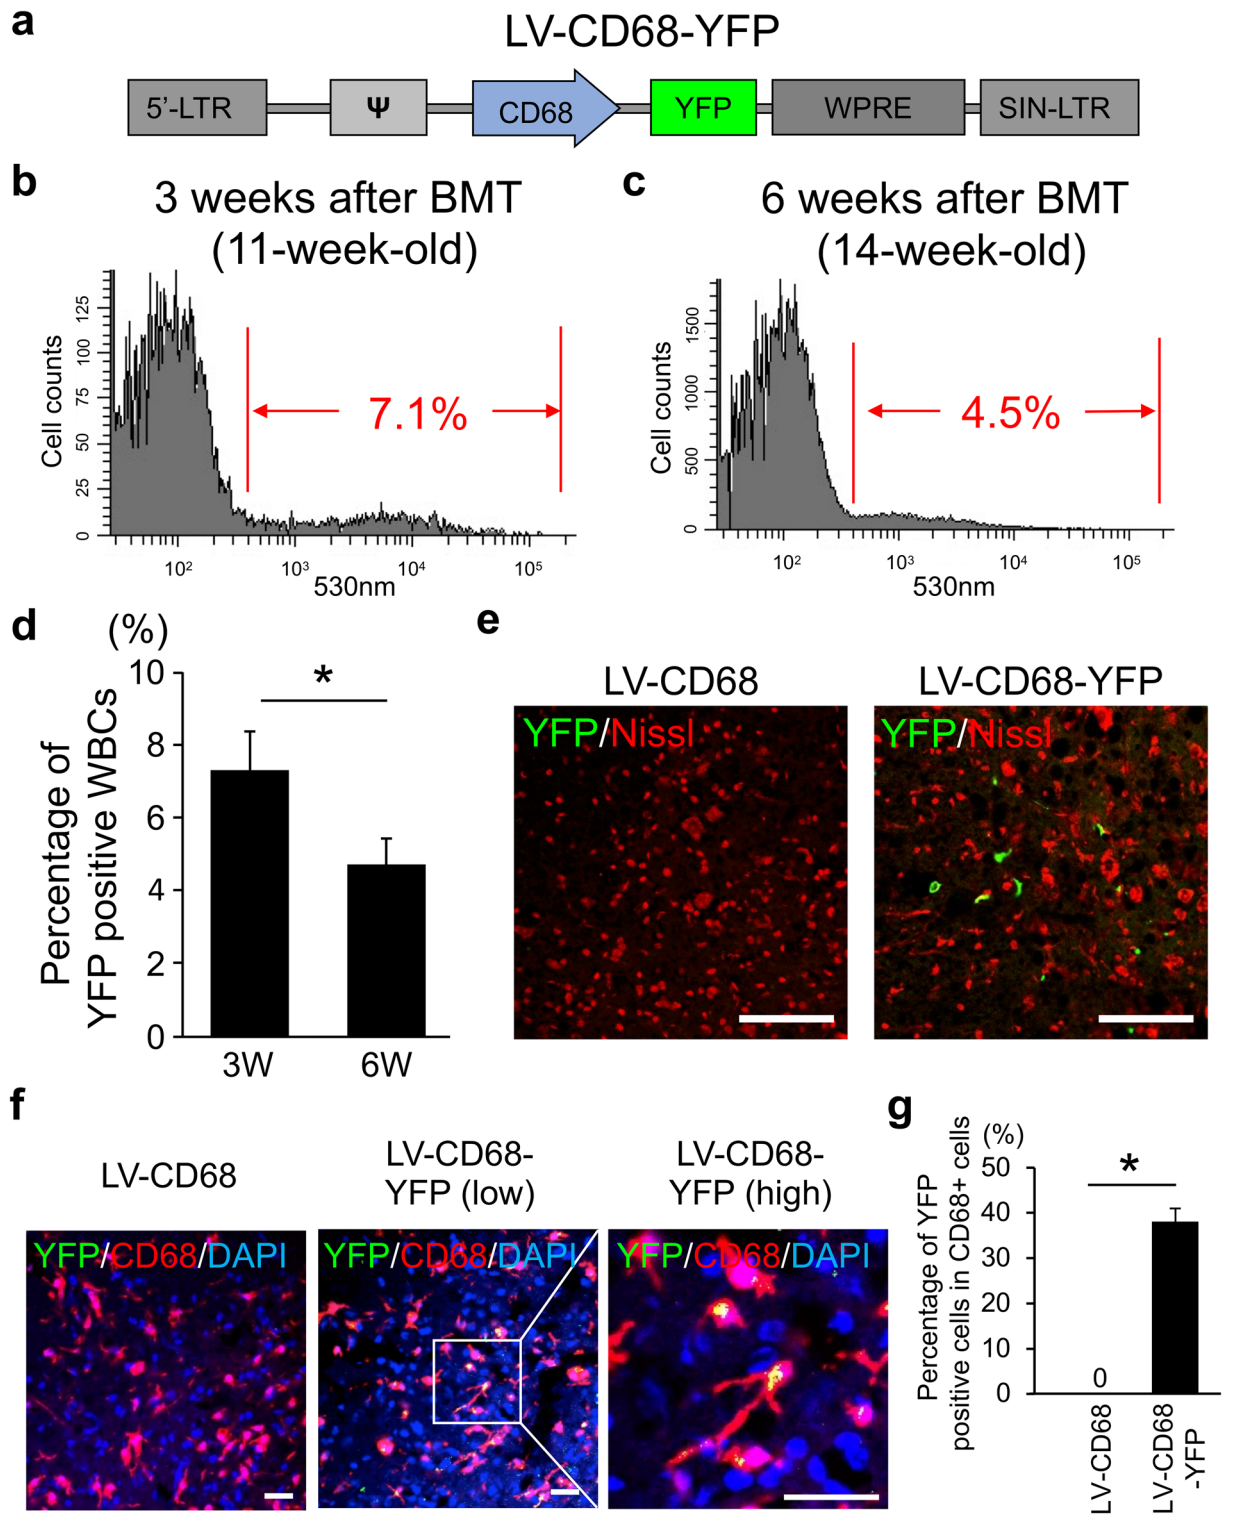 a
LV-CD68-YFP
5’-LTR
Ψ
CD68
YFP
WPRE
SIN-LTR
b
3 weeks after BMT
(11-week-old)
Cell counts
125
100
75
50
25
0
7.1%
10²
10³
10⁴
10⁵
530nm
c
6 weeks after BMT
(14-week-old)
Cell counts
1500
1000
500
0
4.5%
10²
10³
10⁴
10⁵
530nm
d
(%)
Percentage of
YFP positive WBCs
10
8
6
4
2
0
*
3W
6W
e
LV-CD68
YFP/Nissl
LV-CD68-YFP
YFP/Nissl
f
LV-CD68
YFP/CD68/DAPI
LV-CD68-
YFP (low)
YFP/CD68/DAPI
LV-CD68-
YFP (high)
YFP/CD68/DAPI
g
(%)
Percentage of YFP
positive cells in CD68+ cells
50
40
30
20
10
0
*
0
LV-CD68
LV-CD68
-YFP